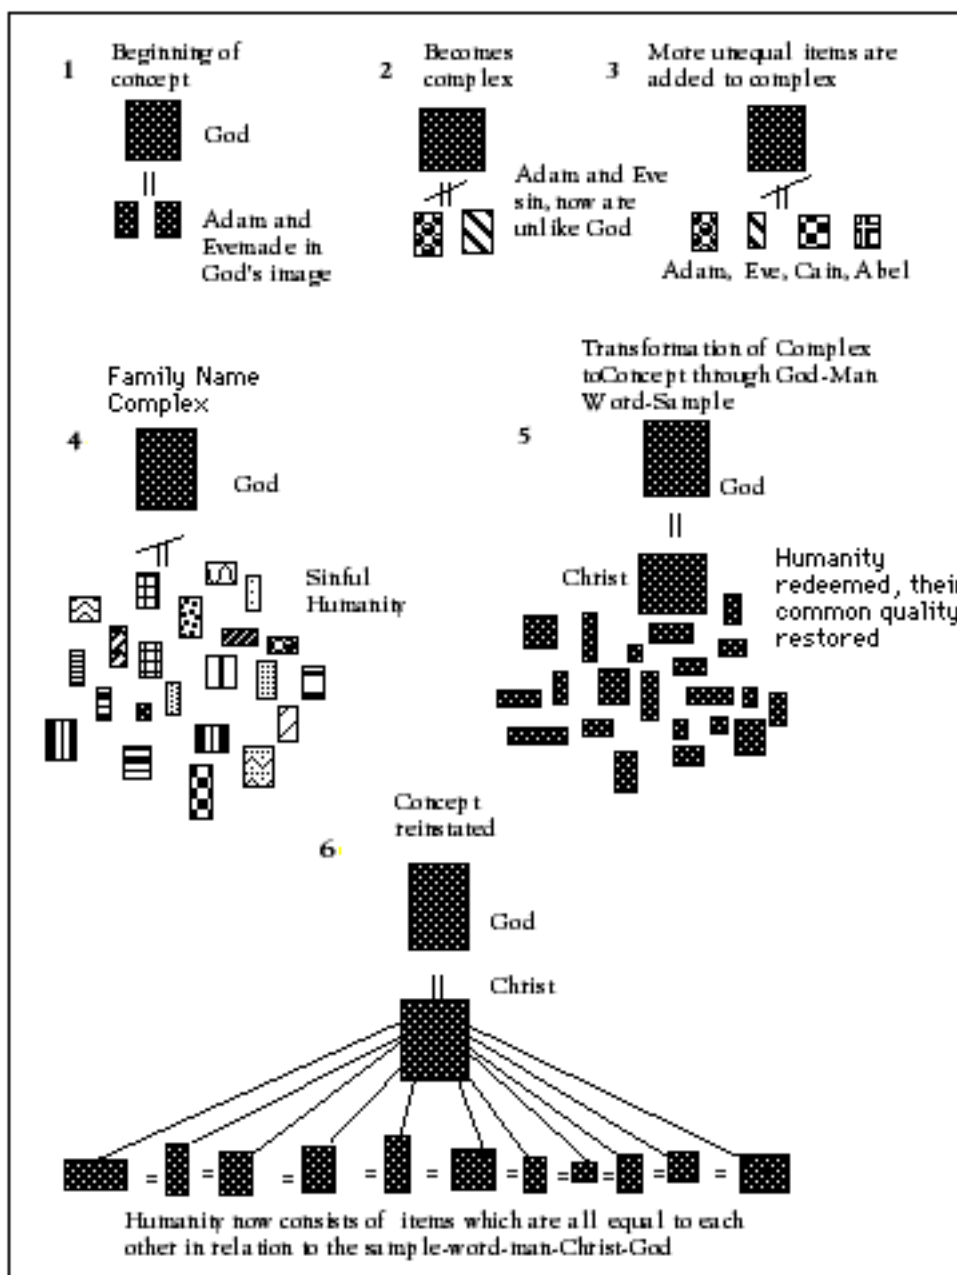 1
Beginning of
concept
God
Adam and
Evemade in
God's image
2
Becomes
complex
Adam and Eve
sin, now are
unlike God
3
More unequal items are
added to complex
Adam, Eve, Cain, Abel
4
Family Name
Complex
God
Sinful
Humanity
5
Transformation of Complex
toConcept through God-Man
Word-Sample
God
Christ
Humanity
redeemed, their
common quality
restored
6
Concept
reinstated
God
Christ
= = = = = = = = = =
Humanity now consists of items which are all equal to each
other in relation to the sample-word-man-Christ-God